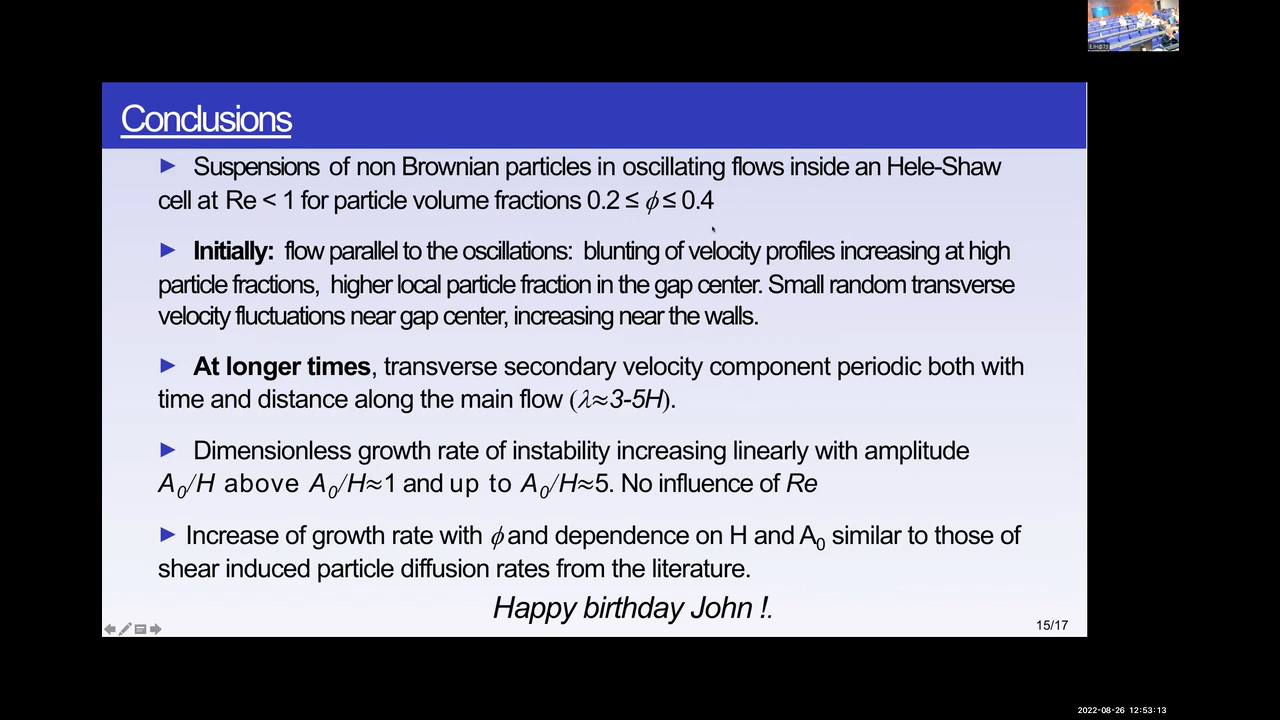 Conclusions
► Suspensions of non Brownian particles in oscillating flows inside an Hele-Shaw
cell at Re < 1 for particle volume fractions 0.2 ≤ ϕ ≤ 0.4
► Initially: flow parallel to the oscillations: blunting of velocity profiles increasing at high
particle fractions, higher local particle fraction in the gap center. Small random transverse
velocity fluctuations near gap center, increasing near the walls.
► At longer times, transverse secondary velocity component periodic both with
time and distance along the main flow (λ≈3-5H).
► Dimensionless growth rate of instability increasing linearly with amplitude
A₀/H above A₀/H≈1 and up to A₀/H≈5. No influence of Re
► Increase of growth rate with ϕ and dependence on H and A₀ similar to those of
shear induced particle diffusion rates from the literature.
Happy birthday John !.
15/17
2022-08-26 12:53:13